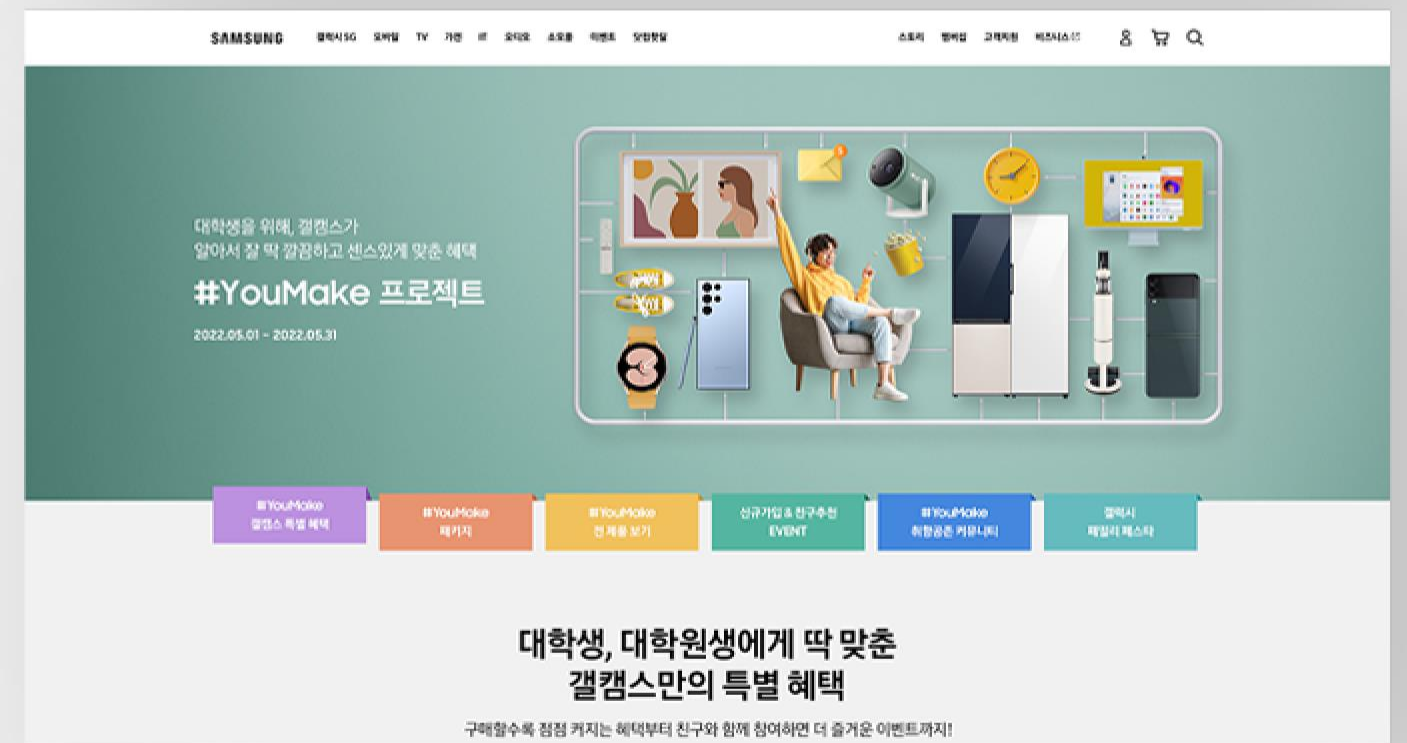 SAMSUNG
갤럭시 SG 모바일 TV 가전 IT 오디오 소모품 이벤트 닷컴핫딜
스토리 멤버십 고객지원 비즈니스
5
대학생을 위해, 갤캠스가
알아서 잘 딱 깔끔하고 센스있게 맞춘 혜택
#YouMake 프로젝트
2022.05.01 - 2022.05.31
#YouMake
갤캠스 특별 혜택
#YouMake
패키지
#YouMake
전 제품 보기
신규가입 & 친구추천
EVENT
#YouMake
취향공존 커뮤니티
갤럭시
패밀리 페스타
대학생, 대학원생에게 딱 맞춘
갤캠스만의 특별 혜택
구매할수록 점점 커지는 혜택부터 친구와 함께 참여하면 더 즐거운 이벤트까지!